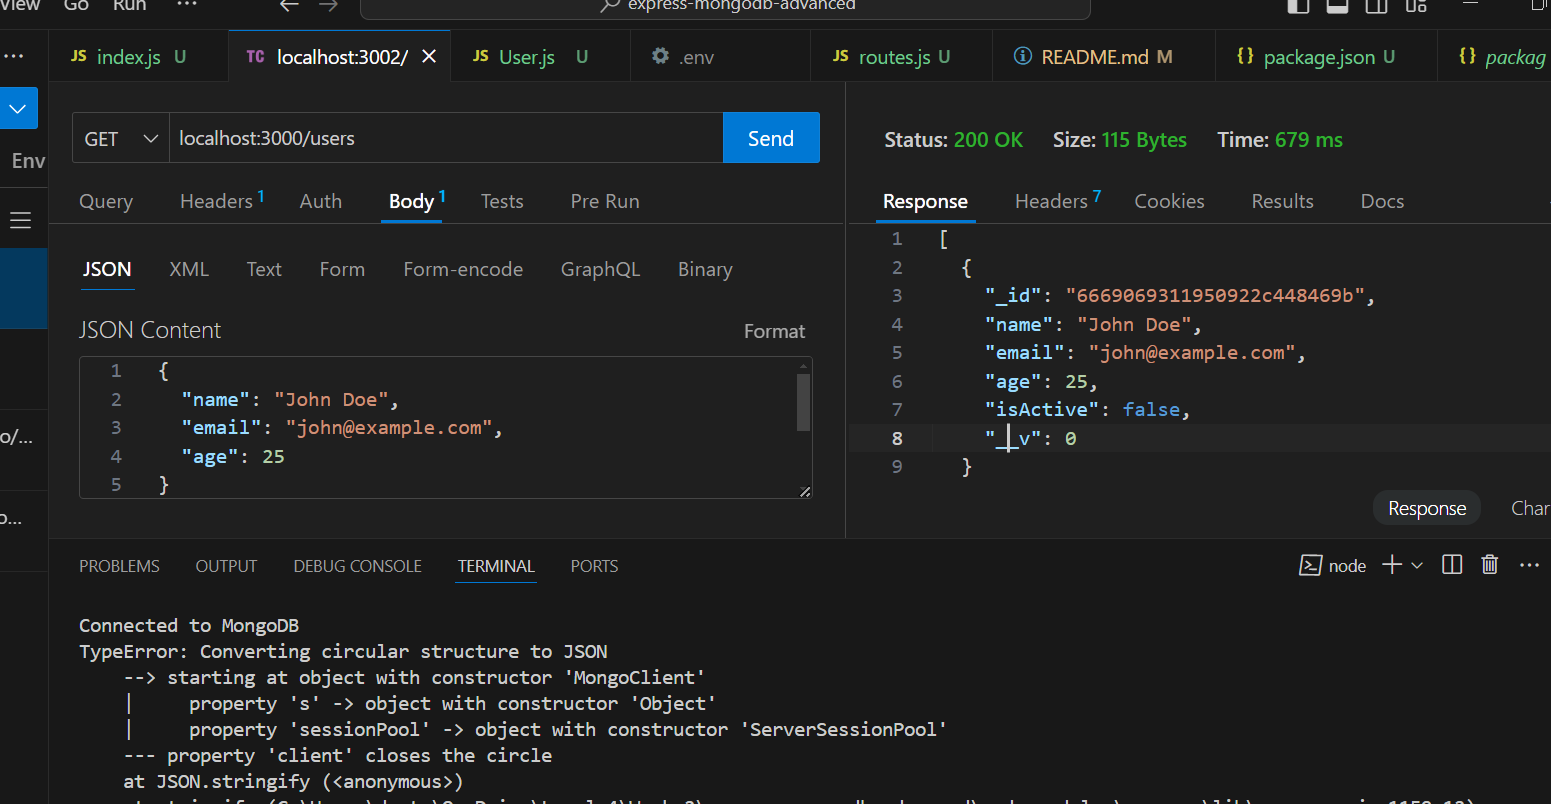 View Go Run ··· express-mongodb-advanced
··· JS index.js U TC localhost:3002/ JS User.js U .env JS routes.js U README.md M {} package.json U {} packag
GET localhost:3000/users Send
Status: 200 OK Size: 115 Bytes Time: 679 ms
Env
Query Headers 1 Auth Body 1 Tests Pre Run
Response Headers 7 Cookies Results Docs
JSON XML Text Form Form-encode GraphQL Binary
JSON Content Format
1 {
2 "name": "John Doe",
3 "email": "john@example.com",
4 "age": 25
5 }
1 [
2 {
3 "_id": "6669069311950922c448469b",
4 "name": "John Doe",
5 "email": "john@example.com",
6 "age": 25,
7 "isActive": false,
8 "__v": 0
9 }
o/...
o...
Response Char
PROBLEMS OUTPUT DEBUG CONSOLE TERMINAL PORTS node
Connected to MongoDB
TypeError: Converting circular structure to JSON
--> starting at object with constructor 'MongoClient'
| property 's' -> object with constructor 'Object'
| property 'sessionPool' -> object with constructor 'ServerSessionPool'
--- property 'client' closes the circle
at JSON.stringify (<anonymous>)